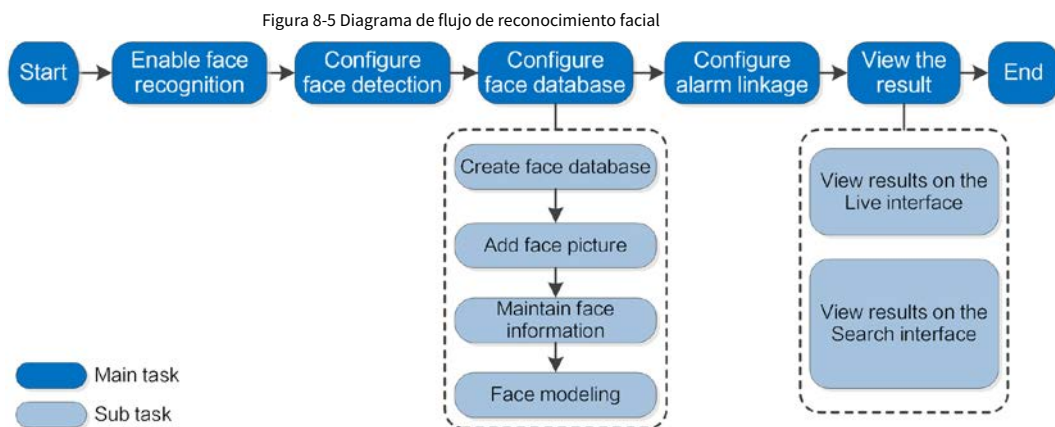 Figura 8-5 Diagrama de flujo de reconocimiento facial
Start
Enable face
recognition
Configure
face detection
Configure
face database
Configure
alarm linkage
View the
result
End
Create face database
Add face picture
Maintain face
information
Face modeling
View results on the
Live interface
View results on the
Search interface
Main task
Sub task